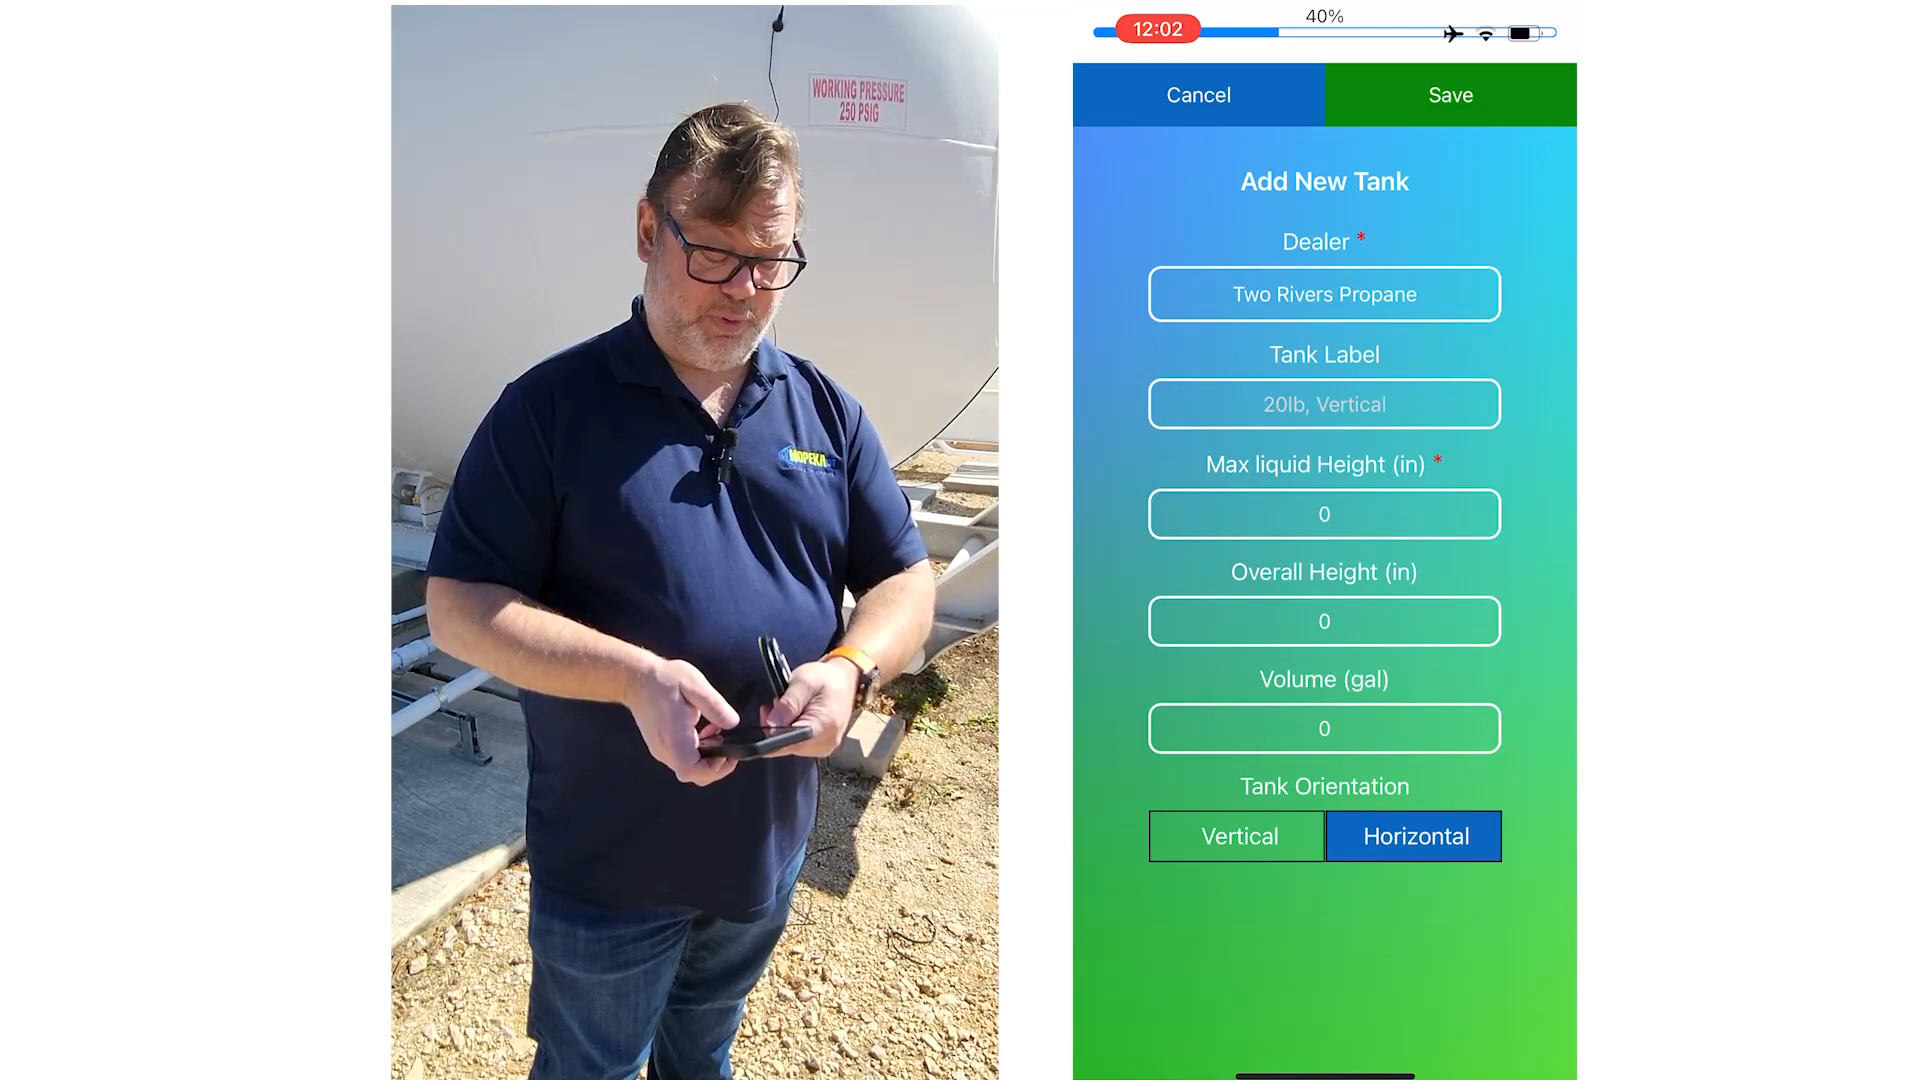 WORKING PRESSURE
250 PSIG
MOPEKA
40%
12:02
Cancel
Save
Add New Tank
Dealer *
Two Rivers Propane
Tank Label
20lb, Vertical
Max liquid Height (in) *
0
Overall Height (in)
0
Volume (gal)
0
Tank Orientation
Vertical
Horizontal